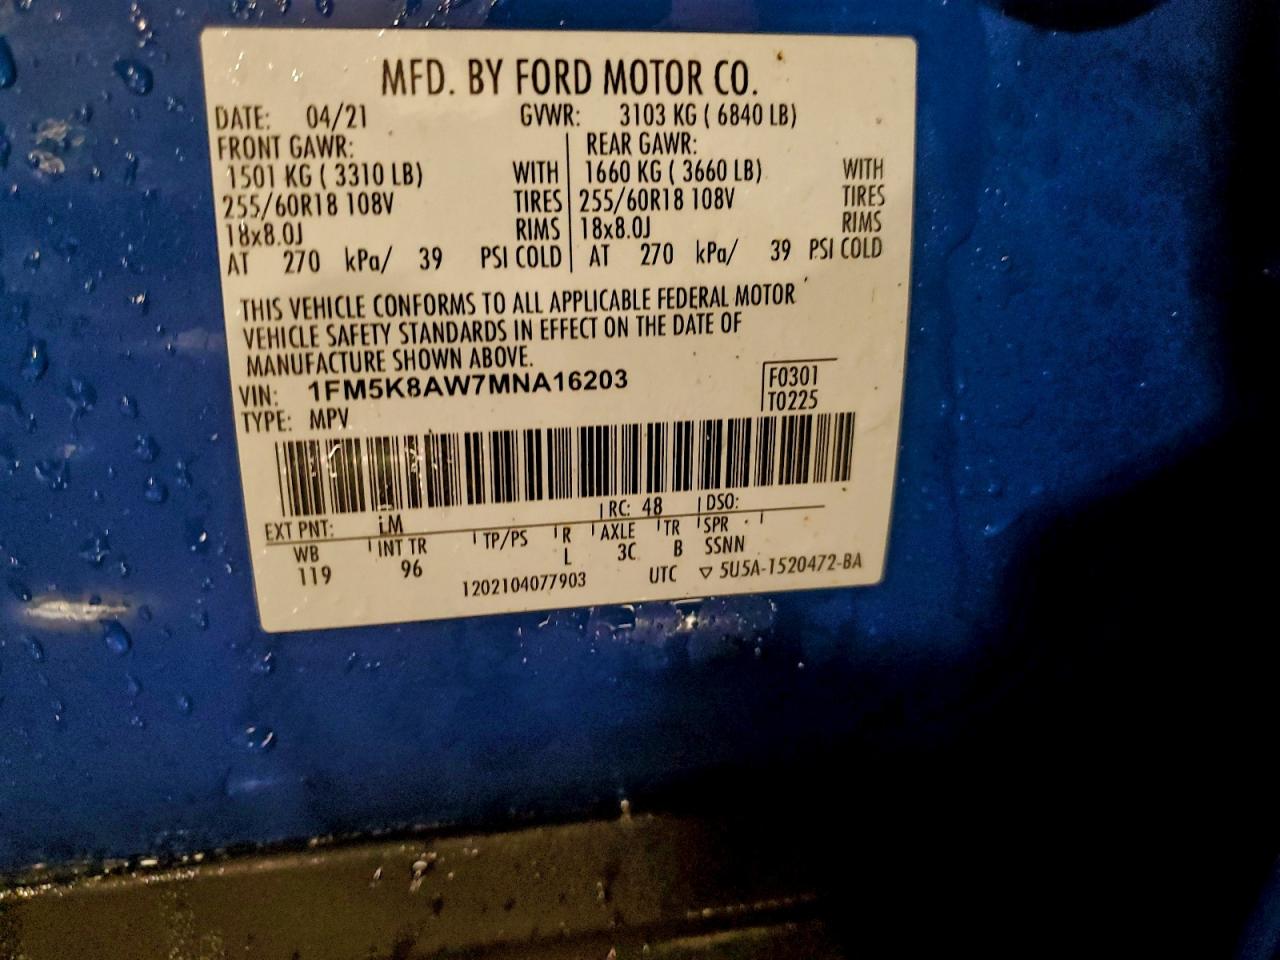 MFD. BY FORD MOTOR CO.
DATE: 04/21 GVWR: 3103 KG ( 6840 LB)
FRONT GAWR: REAR GAWR:
1501 KG ( 3310 LB) WITH 1660 KG ( 3660 LB) WITH
255/60R18 108V TIRES 255/60R18 108V TIRES
18x8.0J RIMS 18x8.0J RIMS
AT 270 kPa/ 39 PSI COLD AT 270 kPa/ 39 PSI COLD
THIS VEHICLE CONFORMS TO ALL APPLICABLE FEDERAL MOTOR
VEHICLE SAFETY STANDARDS IN EFFECT ON THE DATE OF
MANUFACTURE SHOWN ABOVE.
VIN: 1FM5K8AW7MNA16203 F0301
TYPE: MPV T0225
EXT PNT: LM RC: 48 DSO:
WB INT TR TP/PS R AXLE TR SPR
119 96 L 3C B SSNN
1202104077903 UTC ▽ 5U5A-1520472-BA